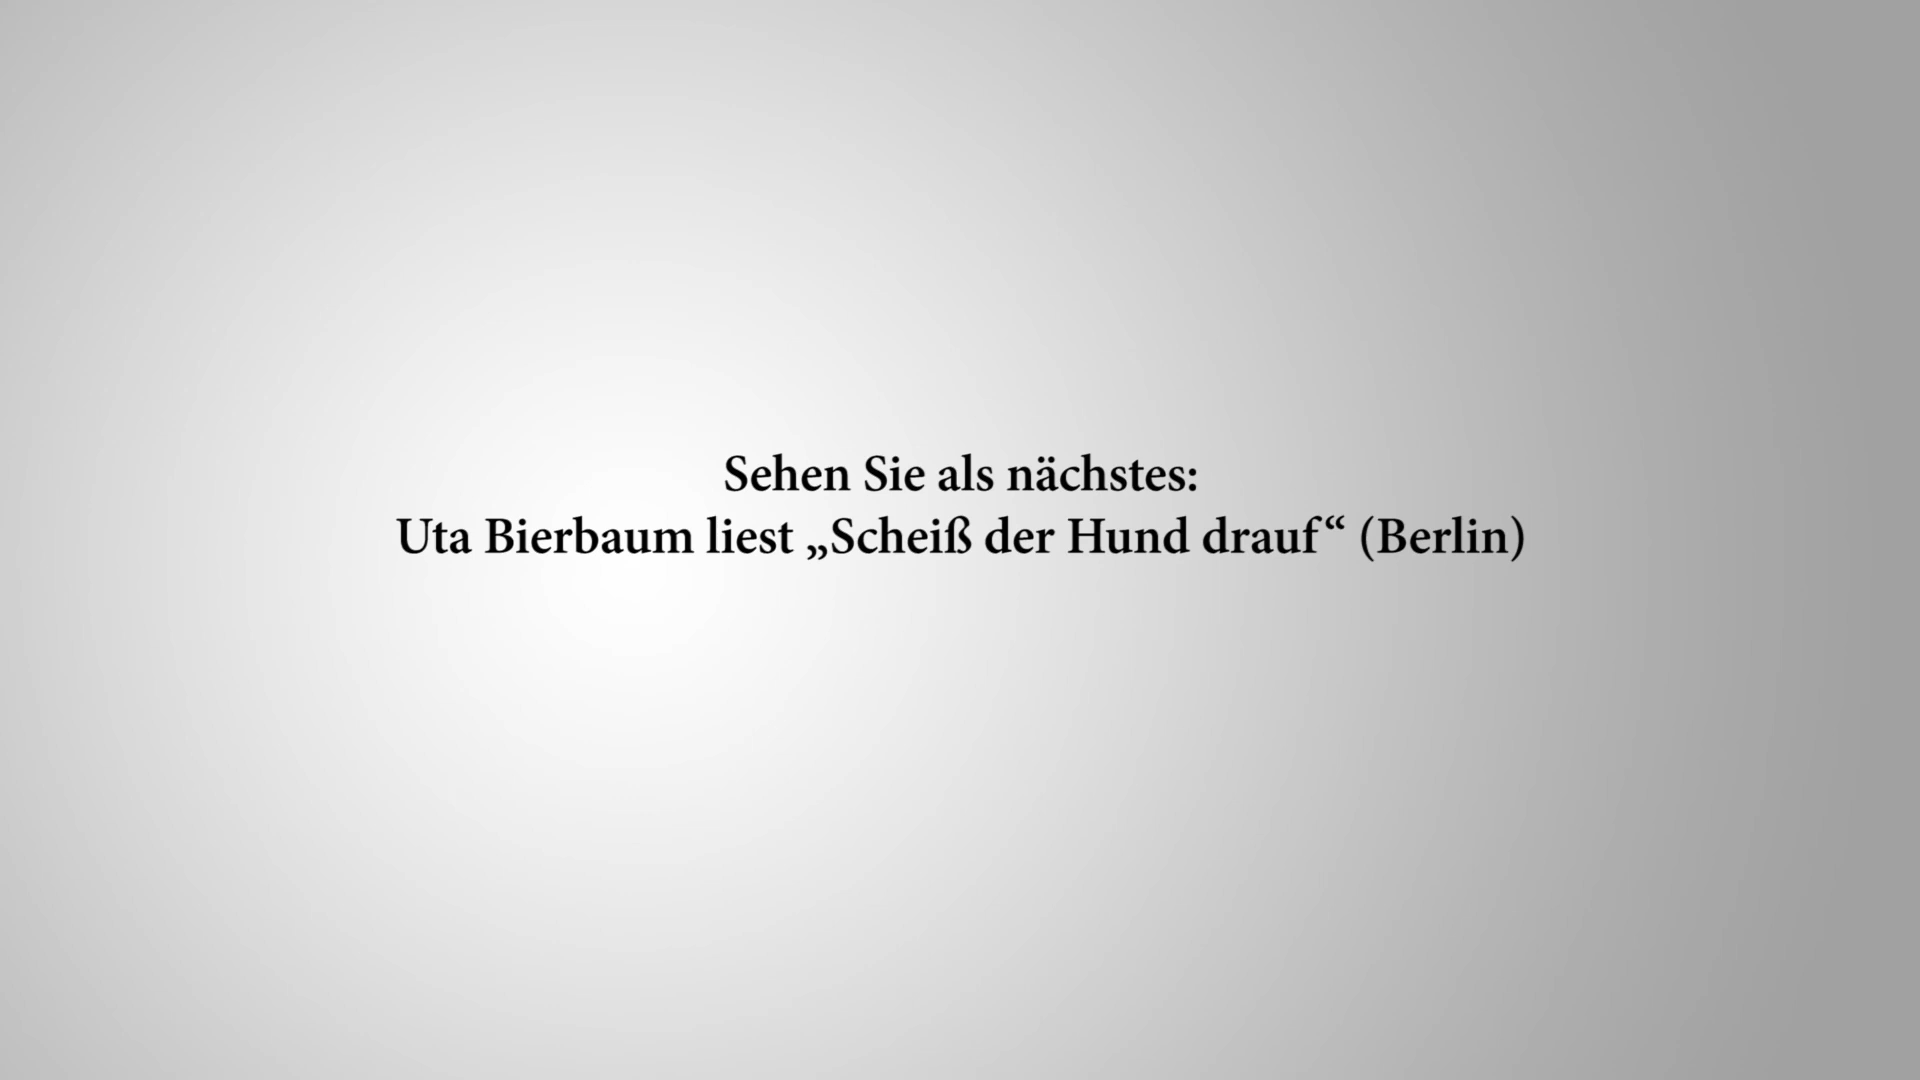 Sehen Sie als nächstes:
Uta Bierbaum liest „Scheiß der Hund drauf“ (Berlin)